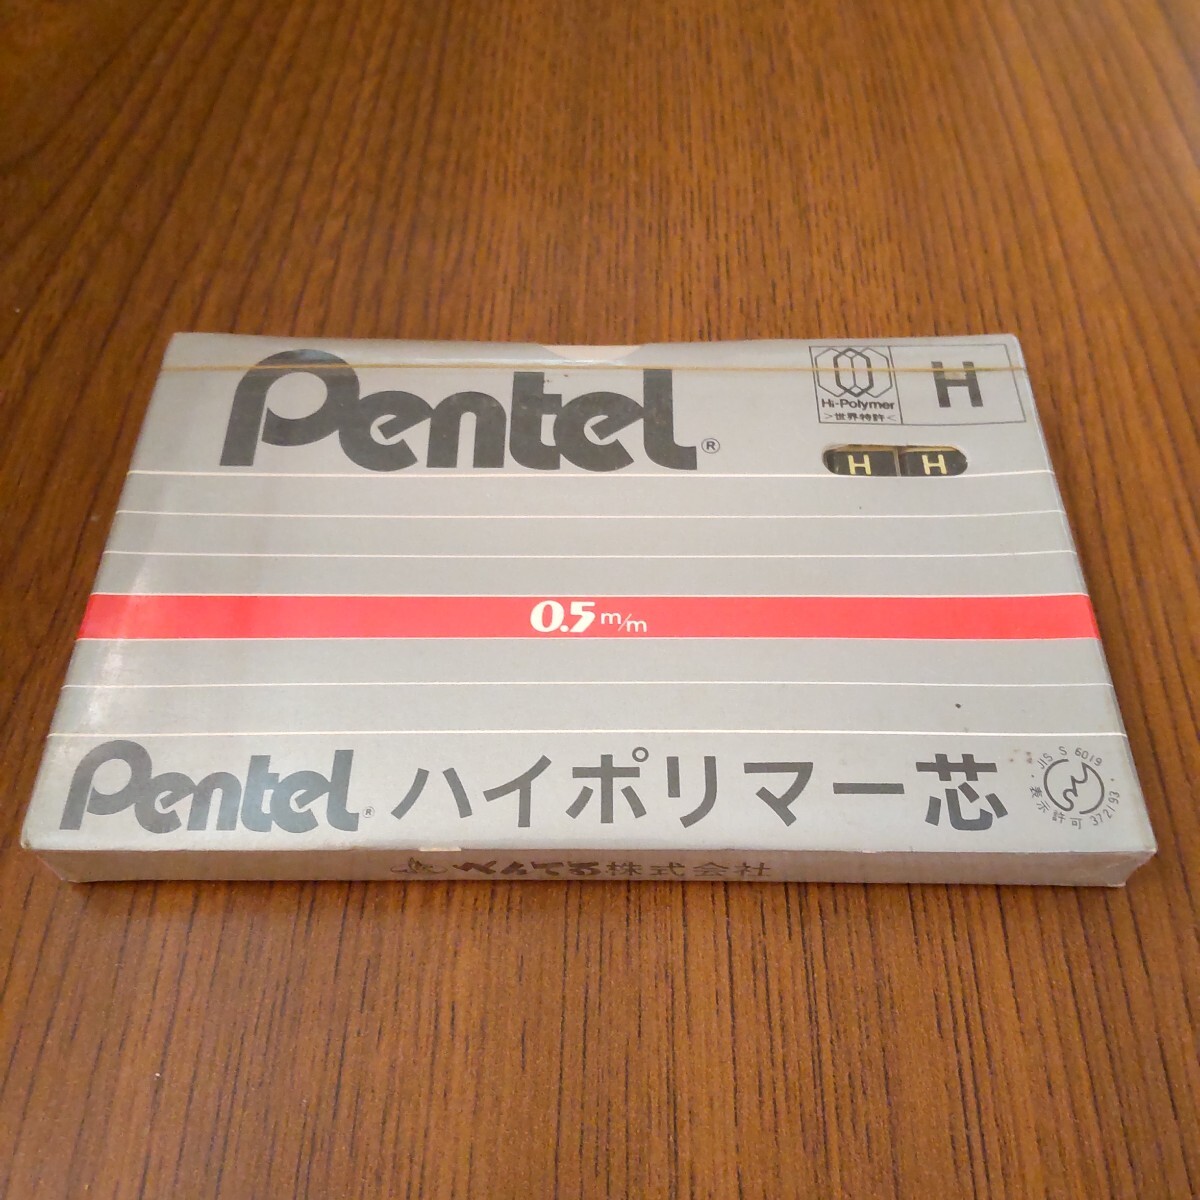 Pentel®
Hi-Polymer
>世界特許<
H
H H
0.5 m/m
Pentel® ハイポリマー芯
JIS S 6019
表示許可 372193
ぺんてる株式会社